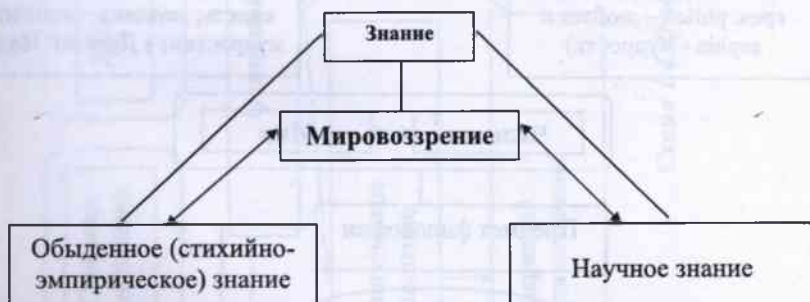 Знание
Мировоззрение
Обыденное (стихийно-
эмпирическое) знание
Научное знание